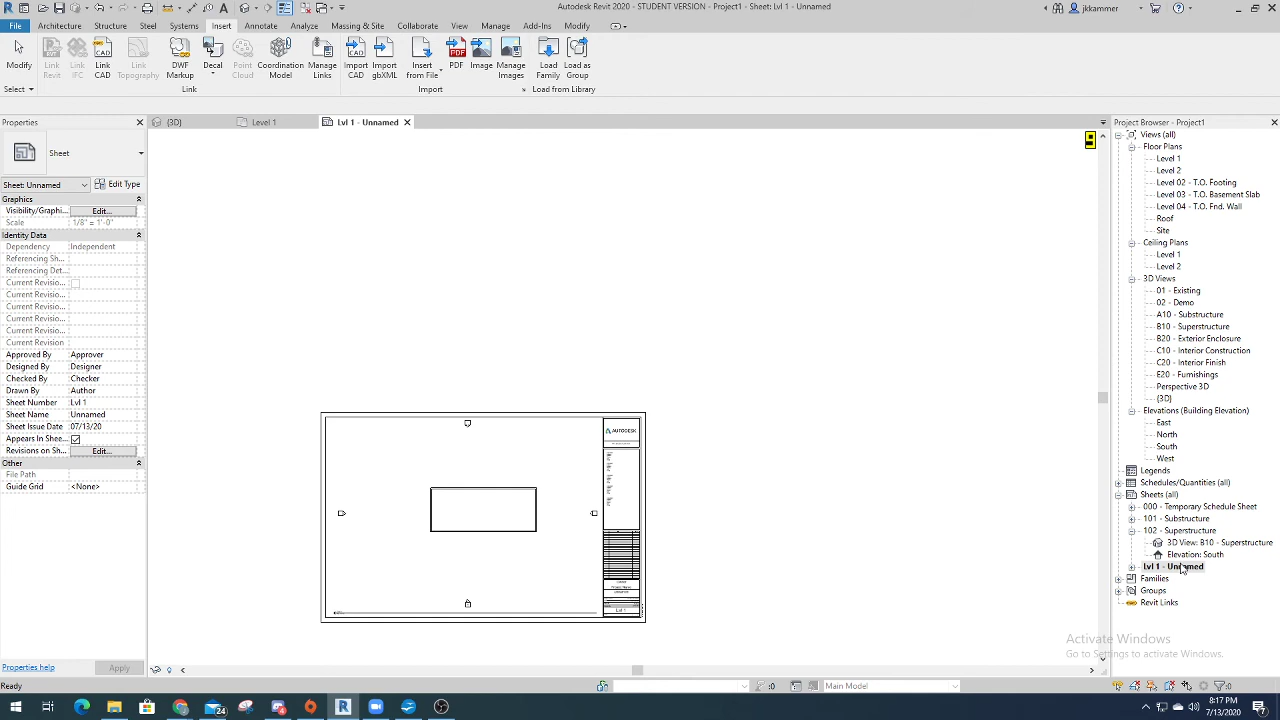 Autodesk Revit 2020 - STUDENT VERSION - Project1 - Sheet: Lvl 1 - Unnamed
jkkammer
File
Architecture
Structure
Steel
Systems
Insert
Annotate
Analyze
Massing & Site
Collaborate
View
Manage
Add-Ins
Modify
Modify
Link Revit
Link IFC
Link CAD
Link Topography
DWF Markup
Decal
Point Cloud
Coordination Model
Manage Links
Import CAD
Import gbXML
Insert from File
PDF
Image
Manage Images
Load Family
Load as Group
Select
Link
Import
Load from Library
Properties
Sheet
Sheet: Unnamed
Edit Type
Graphics
Visibility/Graphi... Edit...
Scale 1/8" = 1'-0"
Identity Data
Dependency Independent
Referencing Sh...
Referencing Det...
Current Revisio...
Current Revisio...
Current Revisio...
Current Revisio...
Current Revisio...
Current Revision
Approved By Approver
Designed By Designer
Checked By Checker
Drawn By Author
Sheet Number Lvl 1
Sheet Name Unnamed
Sheet Issue Date 07/13/20
Appears In Shee...
Revisions on Sh... Edit...
Other
File Path
Guide Grid <None>
Properties help
Apply
{3D}
Level 1
Lvl 1 - Unnamed
AUTODESK
Lvl 1
Project Browser - Project1
Views (all)
Floor Plans
Level 1
Level 2
Level 02 - T.O. Footing
Level 03 - T.O. Basement Slab
Level 04 - T.O. Fnd. Wall
Roof
Site
Ceiling Plans
Level 1
Level 2
3D Views
01 - Existing
02 - Demo
A10 - Substructure
B10 - Superstructure
B20 - Exterior Enclosure
C10 - Interior Construction
C20 - Interior Finish
E20 - Furnishings
Perspective 3D
{3D}
Elevations (Building Elevation)
East
North
South
West
Legends
Schedules/Quantities (all)
Sheets (all)
000 - Temporary Schedule Sheet
101 - Substructure
102 - Superstructure
3D View: B10 - Superstructure
Elevation: South
Lvl 1 - Unnamed
Families
Groups
Revit Links
Activate Windows
Go to Settings to activate Windows.
Ready
:0
Main Model
:0
24
8:17 PM
7/13/2020